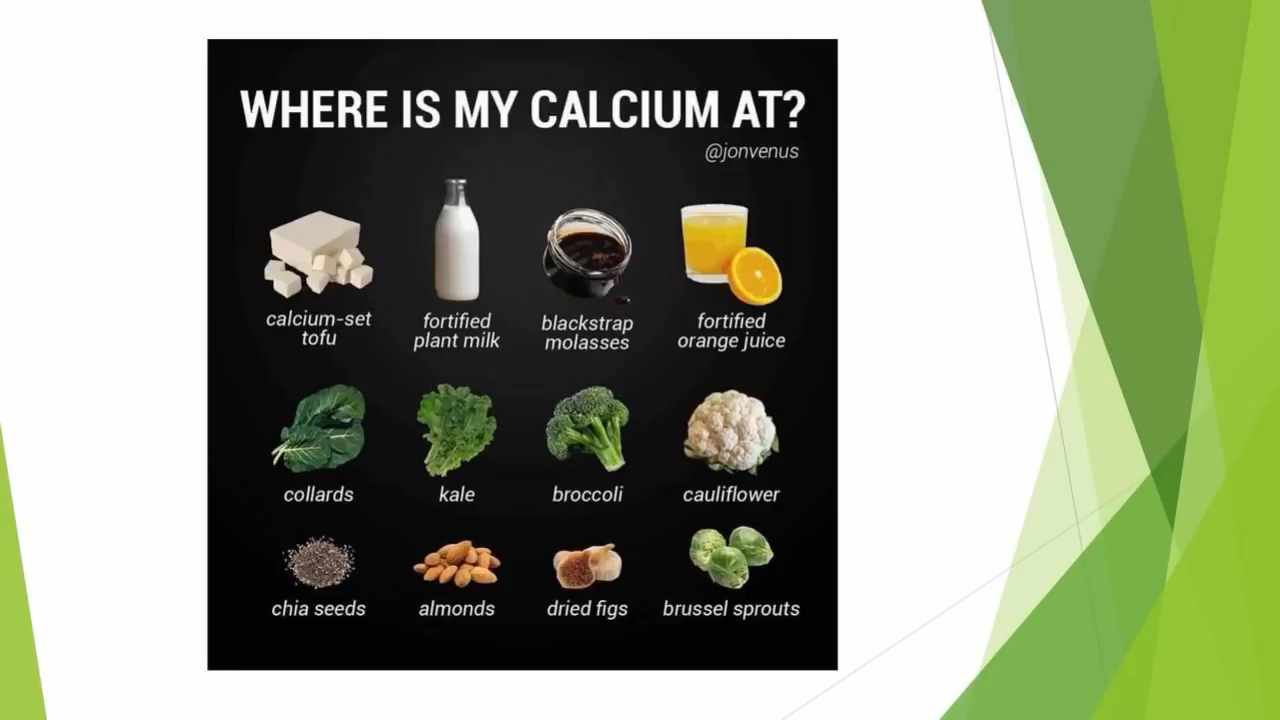 WHERE IS MY CALCIUM AT?
@jonvenus
calcium-set
tofu
fortified
plant milk
blackstrap
molasses
fortified
orange juice
collards
kale
broccoli
cauliflower
chia seeds
almonds
dried figs
brussel sprouts